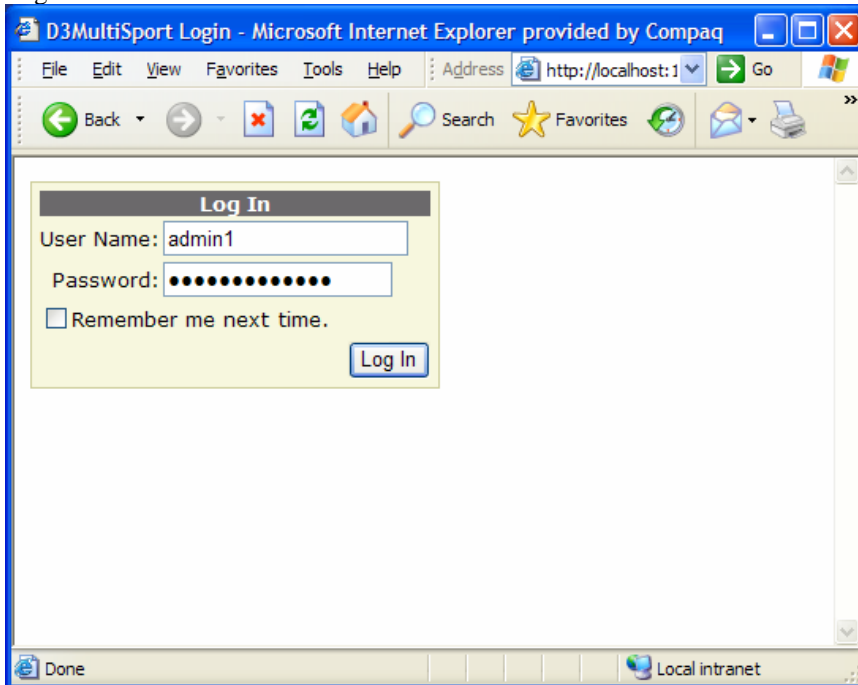 D3MultiSport Login - Microsoft Internet Explorer provided by Compaq
File Edit View Favorites Tools Help Address http://localhost:1 Go
Back Search Favorites »
Log In
User Name: admin1
Password: •••••••••••••
Remember me next time.
Log In
Done Local intranet